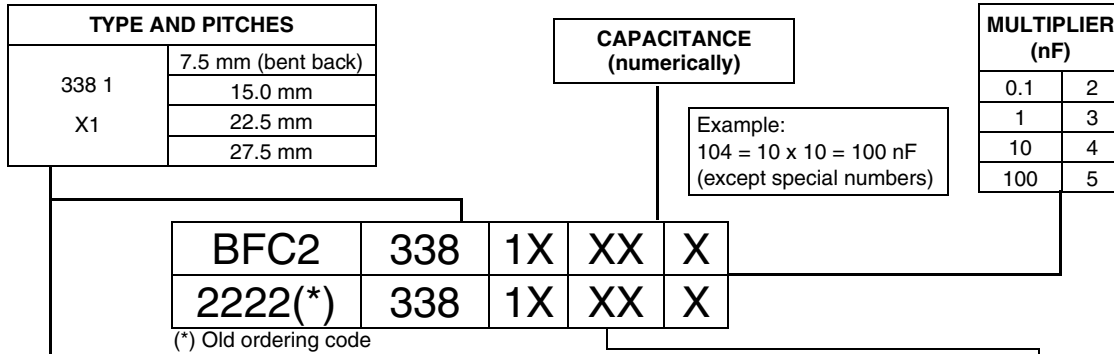 TYPE AND PITCHES
338 1
X1
7.5 mm (bent back)
15.0 mm
22.5 mm
27.5 mm
CAPACITANCE
(numerically)
Example:
104 = 10 x 10 = 100 nF
(except special numbers)
MULTIPLIER
(nF)
0.1 2
1 3
10 4
100 5
BFC2 338 1X XX X
2222(*) 338 1X XX X
(*) Old ordering code